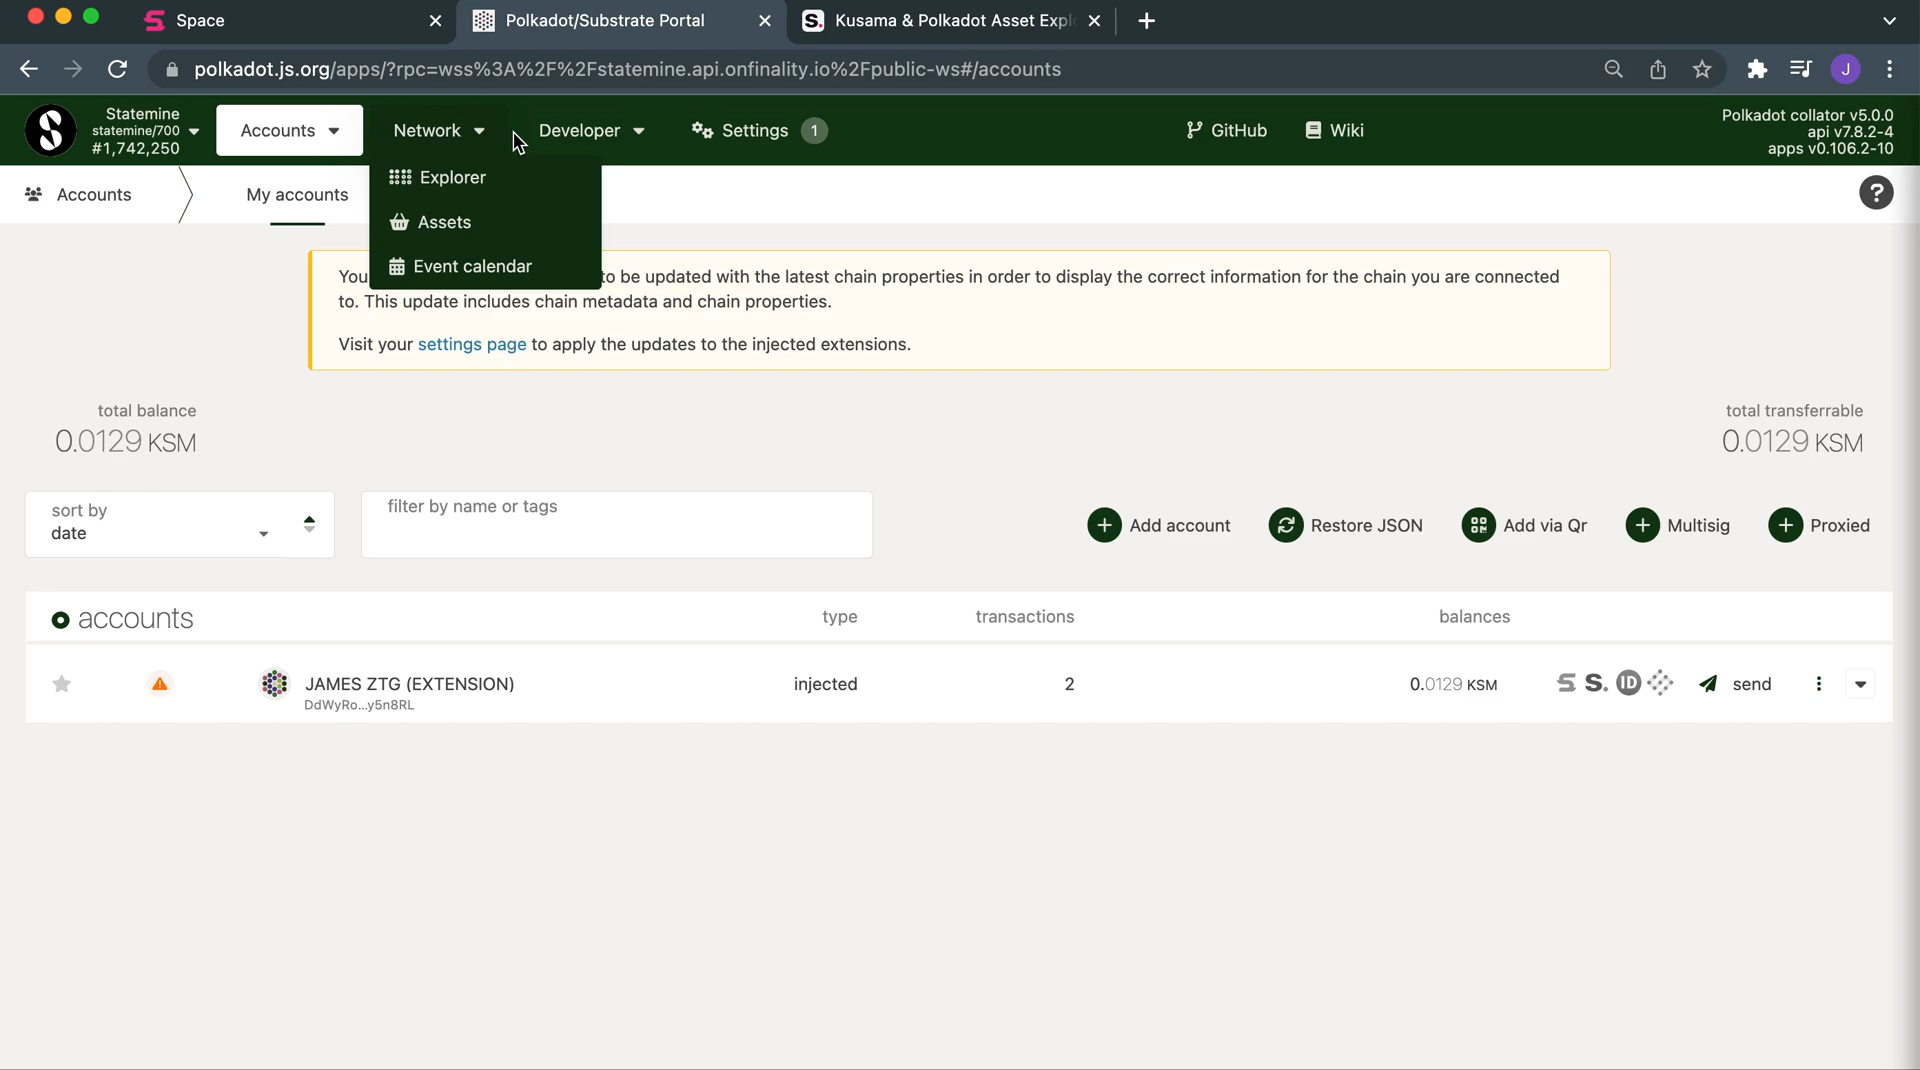 Space
Polkadot/Substrate Portal
Kusama & Polkadot Asset Expl
polkadot.js.org/apps/?rpc=wss%3A%2F%2Fstatemine.api.onfinality.io%2Fpublic-ws#/accounts
J
Statemine
statemine/700
#1,742,250
Accounts
Network
Developer
Settings 1
GitHub
Wiki
Polkadot collator v5.0.0
api v7.8.2-4
apps v0.106.2-10
Explorer
Assets
Event calendar
Accounts
My accounts
?
You to be updated with the latest chain properties in order to display the correct information for the chain you are connected
to. This update includes chain metadata and chain properties.
Visit your settings page to apply the updates to the injected extensions.
total balance
0.0129 KSM
total transferrable
0.0129 KSM
sort by
date
filter by name or tags
Add account
Restore JSON
Add via Qr
Multisig
Proxied
accounts type transactions balances
JAMES ZTG (EXTENSION) injected 2 0.0129 KSM S. ID send
DdWyRo...y5n8RL